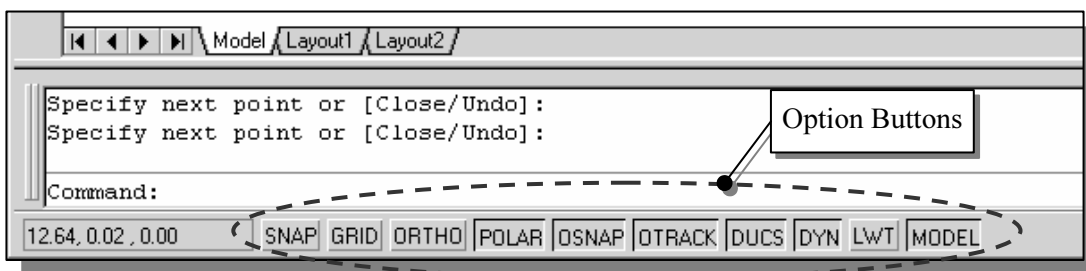 Model Layout1 Layout2
Specify next point or [Close/Undo]:
Specify next point or [Close/Undo]:
Option Buttons
Command:
12.64, 0.02 , 0.00 SNAP GRID ORTHO POLAR OSNAP OTRACK DUCS DYN LWT MODEL